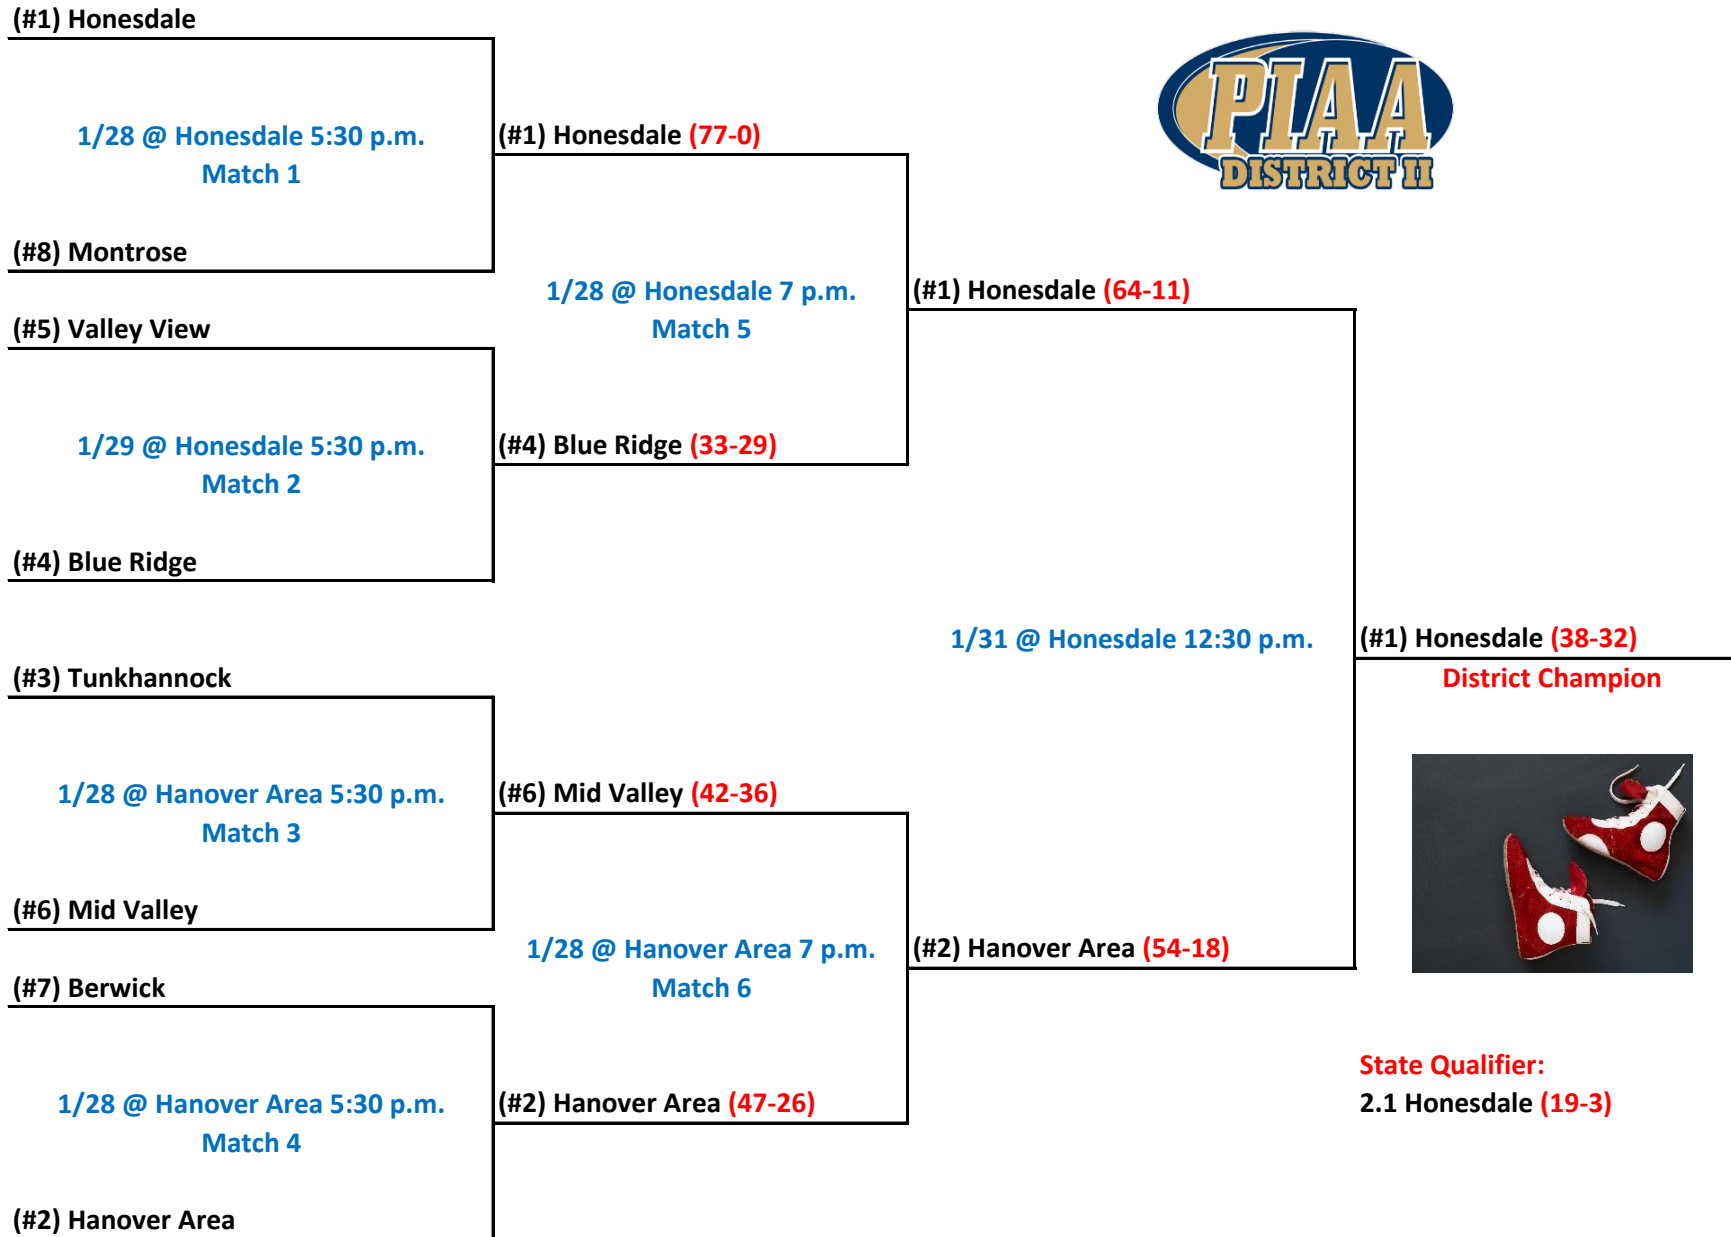 (#1) Honesdale
PIAA
DISTRICT II
1/28 @ Honesdale 5:30 p.m.
Match 1
(#1) Honesdale (77-0)
(#8) Montrose
1/28 @ Honesdale 7 p.m.
Match 5
(#1) Honesdale (64-11)
(#5) Valley View
1/29 @ Honesdale 5:30 p.m.
Match 2
(#4) Blue Ridge (33-29)
(#4) Blue Ridge
1/31 @ Honesdale 12:30 p.m.
(#1) Honesdale (38-32)
District Champion
(#3) Tunkhannock
1/28 @ Hanover Area 5:30 p.m.
Match 3
(#6) Mid Valley (42-36)
(#6) Mid Valley
1/28 @ Hanover Area 7 p.m.
Match 6
(#2) Hanover Area (54-18)
(#7) Berwick
1/28 @ Hanover Area 5:30 p.m.
Match 4
(#2) Hanover Area (47-26)
(#2) Hanover Area
State Qualifier:
2.1 Honesdale (19-3)